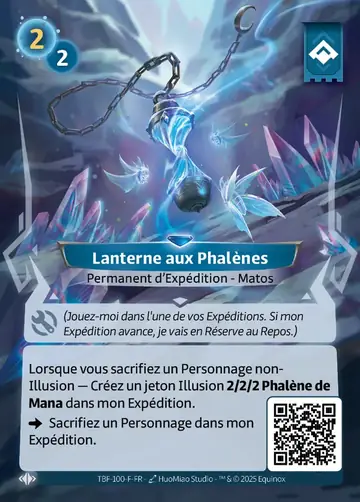 2
2
Lanterne aux Phalènes
Permanent d'Expédition - Matos
(Jouez-moi dans l'une de vos Expéditions. Si mon
Expédition avance, je vais en Réserve au Repos.)
Lorsque vous sacrifiez un Personnage non-
Illusion — Créez un jeton Illusion 2/2/2 Phalène de
Mana dans mon Expédition.
➔ Sacrifiez un Personnage dans mon
Expédition.
TBF-100-F-FR - HuoMiao Studio - ™ & © 2025 Equinox